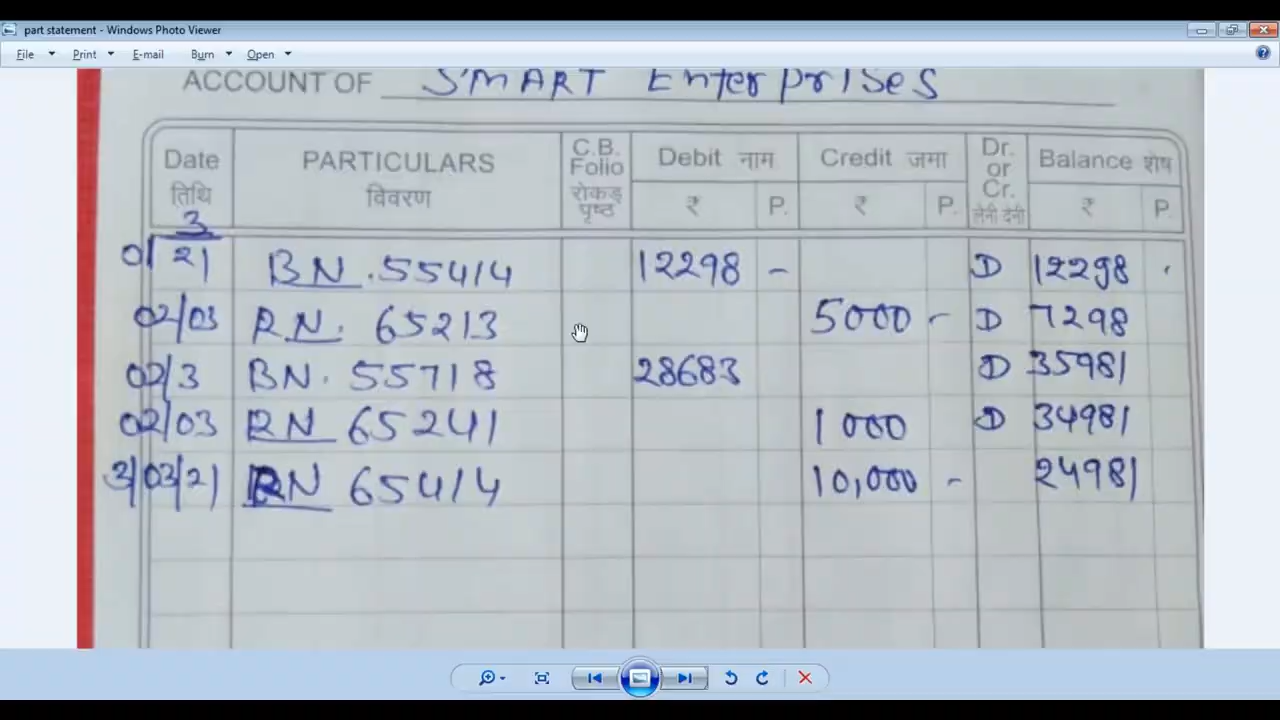 part statement - Windows Photo Viewer
File Print E-mail Burn Open
ACCOUNT OF SMART Enterprises
Date तिथि PARTICULARS विवरण C.B. Folio रोकड़ पृष्ठ Debit नाम ₹ P. Credit जमा ₹ P. Dr. or Cr. लेनी देनी Balance शेष ₹ P.
01/3/21 BN. 55414 12298 - D 12298
02/03 RN. 65213 5000 - D 7298
02/3 BN. 55718 28683 D 35981
02/03 RN 65241 1000 D 34981
3/03/21 RN 65414 10,000 - 24981